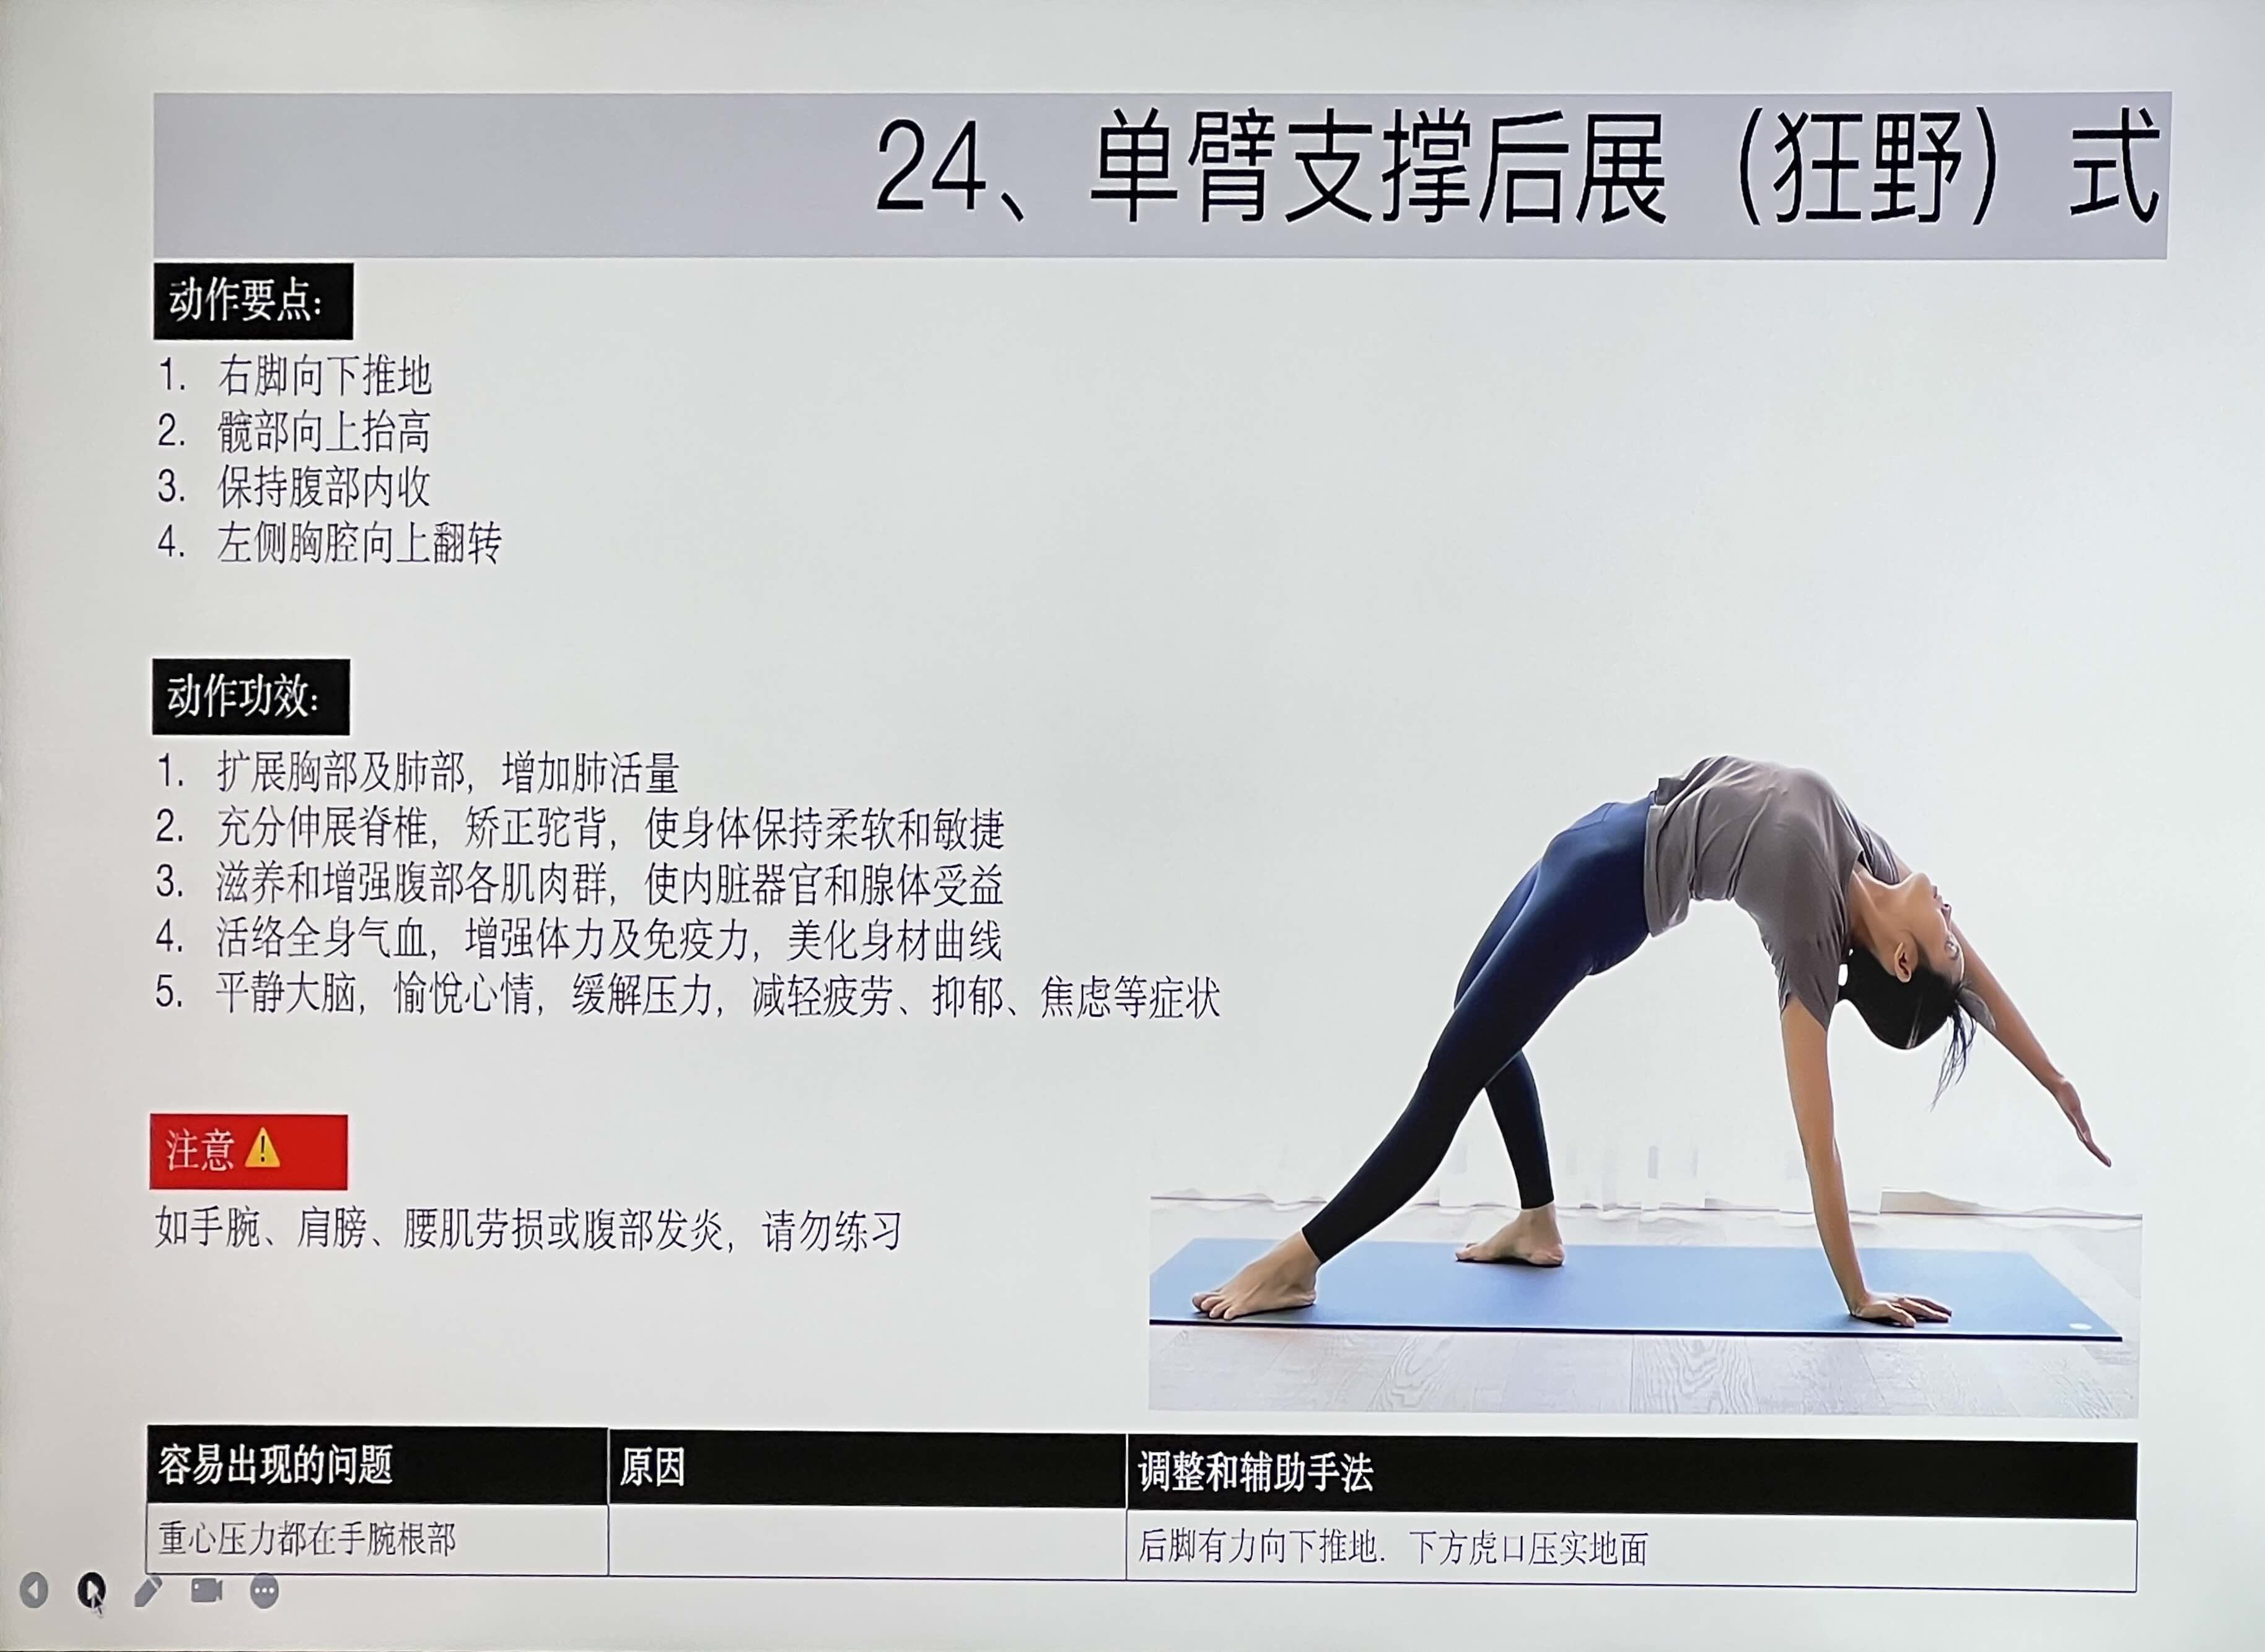 24、单臂支撑后展（狂野）式
动作要点：
1. 右脚向下推地
2. 髋部向上抬高
3. 保持腹部内收
4. 左侧胸腔向上翻转
动作功效：
1. 扩展胸部及肺部，增加肺活量
2. 充分伸展脊椎，矫正驼背，使身体保持柔软和敏捷
3. 滋养和增强腹部各肌肉群，使内脏器官和腺体受益
4. 活络全身气血，增强体力及免疫力，美化身材曲线
5. 平静大脑，愉悦心情，缓解压力，减轻疲劳、抑郁、焦虑等症状
注意⚠️
如手腕、肩膀、腰肌劳损或腹部发炎，请勿练习
容易出现的问题 原因 调整和辅助手法
重心压力都在手腕根部 后脚有力向下推地．下方虎口压实地面